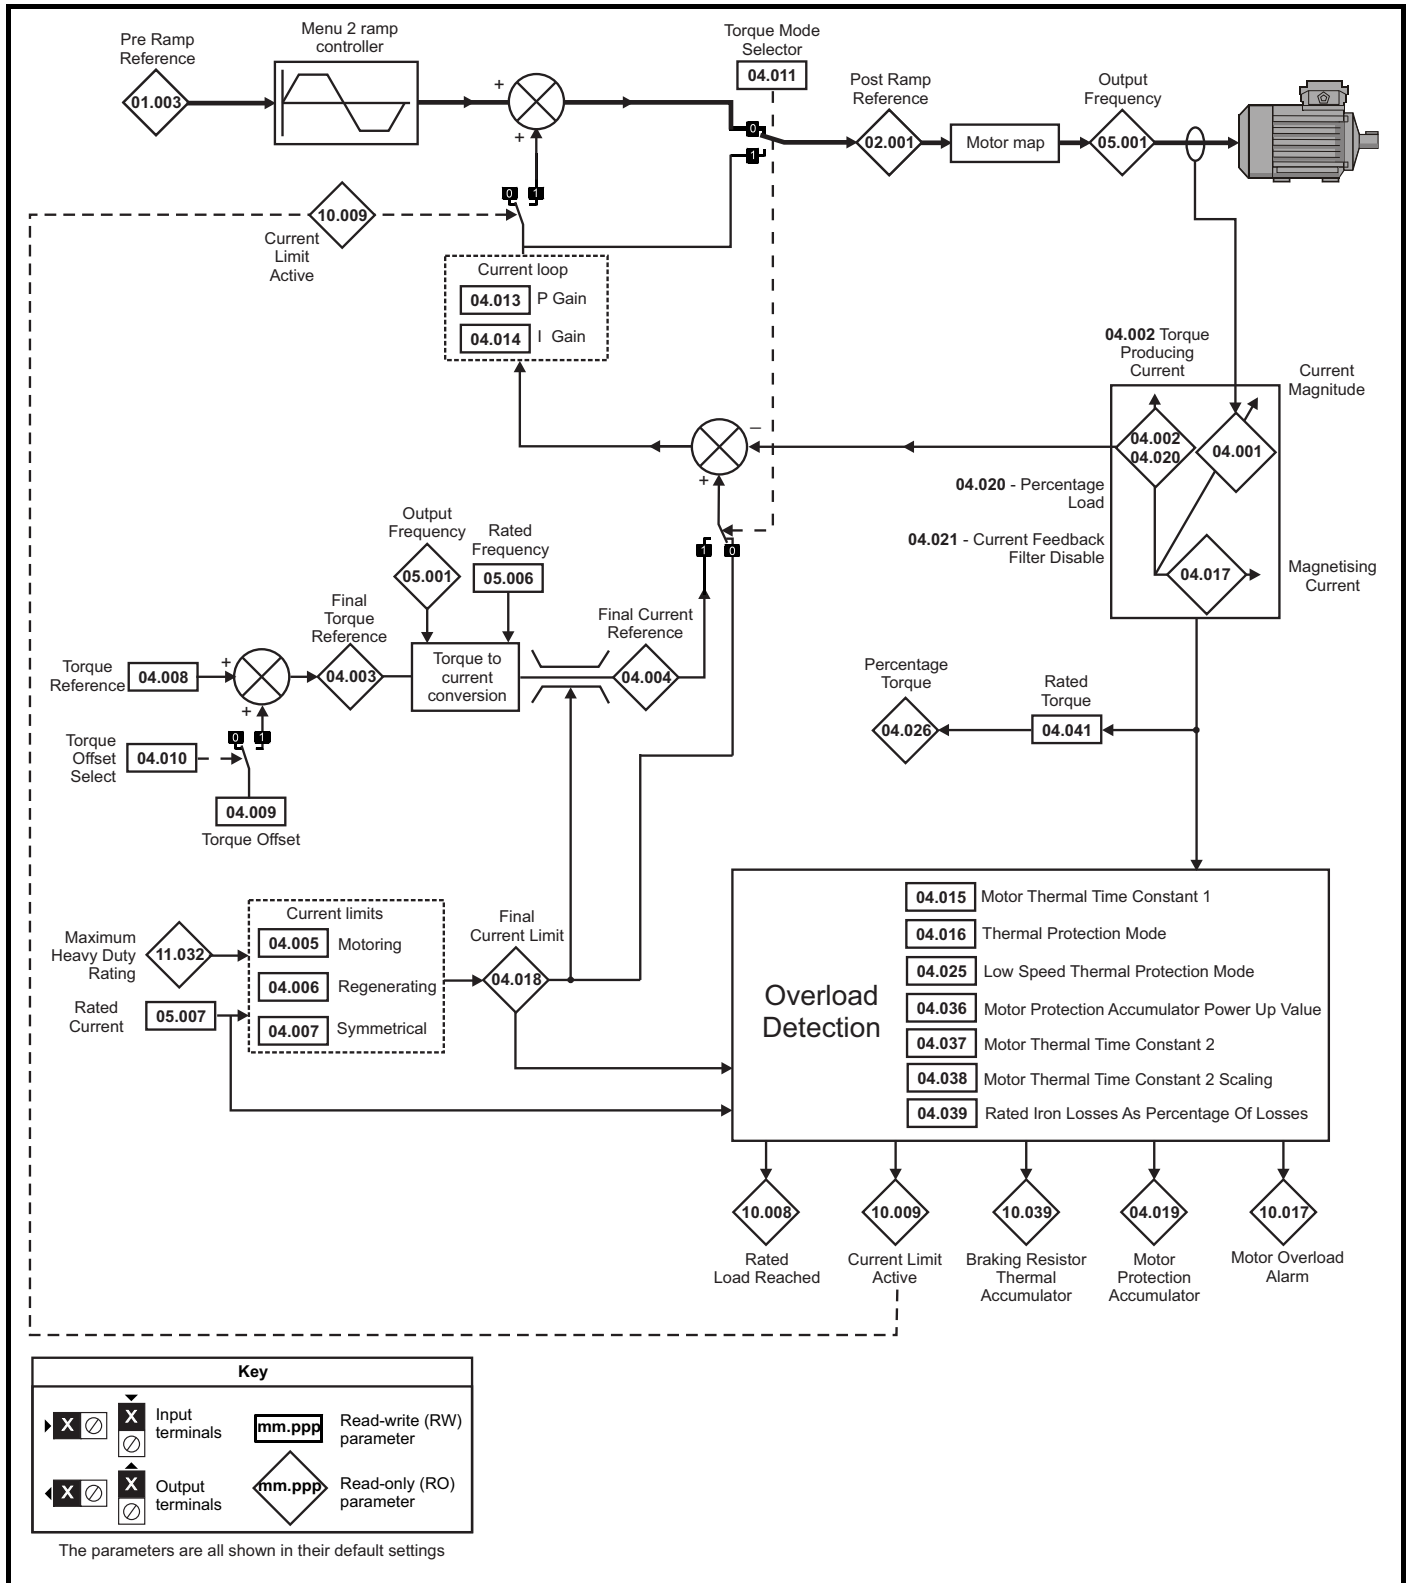 Pre Ramp
Reference
01.003
Menu 2 ramp
controller
+
+
Torque Mode
Selector
04.011
0
1
Post Ramp
Reference
02.001
Motor map
Output
Frequency
05.001
0 1
10.009
Current
Limit
Active
Current loop
04.013 P Gain
04.014 I Gain
04.002 Torque
Producing
Current
Current
Magnitude
04.002
04.020
04.001
04.020 - Percentage
Load
04.021 - Current Feedback
Filter Disable
04.017
Magnetising
Current
–
+
1 0
Output
Frequency
05.001
Rated
Frequency
05.006
Final
Torque
Reference
04.003
Torque to
current
conversion
Final Current
Reference
04.004
Torque
Reference
04.008
+
+
Torque
Offset
Select
04.010
0 1
04.009
Torque Offset
Percentage
Torque
04.026
Rated
Torque
04.041
Maximum
Heavy Duty
Rating
11.032
Rated
Current
05.007
Current limits
04.005 Motoring
04.006 Regenerating
04.007 Symmetrical
Final
Current Limit
04.018
Overload
Detection
04.015 Motor Thermal Time Constant 1
04.016 Thermal Protection Mode
04.025 Low Speed Thermal Protection Mode
04.036 Motor Protection Accumulator Power Up Value
04.037 Motor Thermal Time Constant 2
04.038 Motor Thermal Time Constant 2 Scaling
04.039 Rated Iron Losses As Percentage Of Losses
10.008
Rated
Load Reached
10.009
Current Limit
Active
10.039
Braking Resistor
Thermal
Accumulator
04.019
Motor
Protection
Accumulator
10.017
Motor Overload
Alarm
Key
X
X
Input
terminals
mm.ppp
Read-write (RW)
parameter
X
X
Output
terminals
mm.ppp
Read-only (RO)
parameter
The parameters are all shown in their default settings